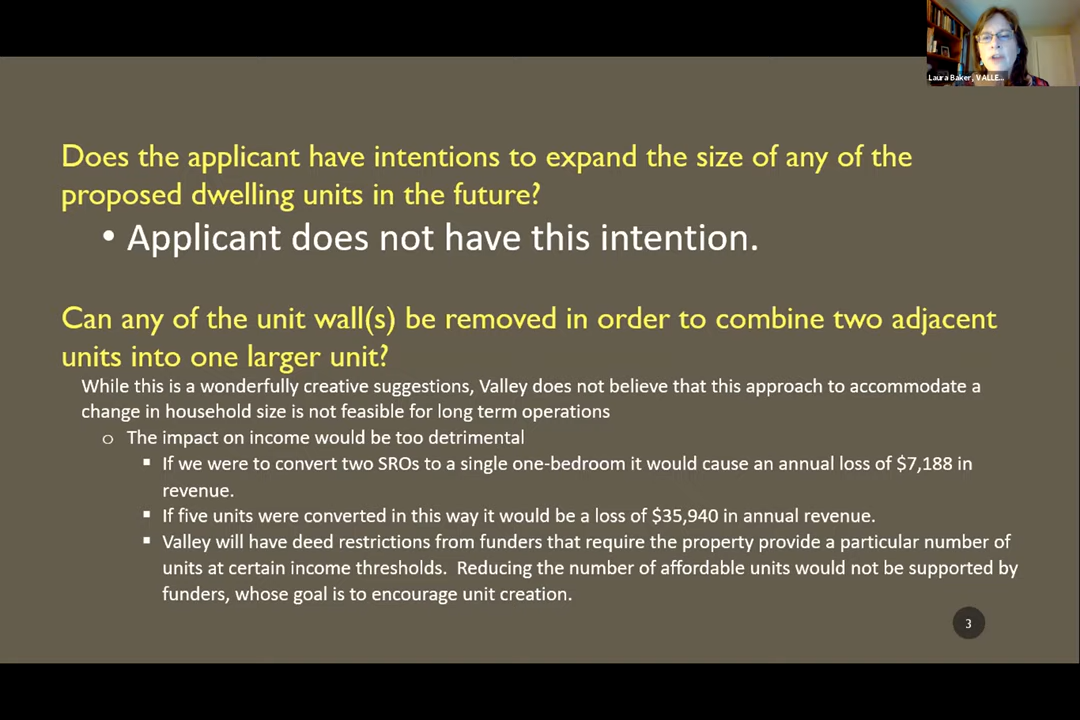 Laura Baker, VALLE...
Does the applicant have intentions to expand the size of any of the
proposed dwelling units in the future?
• Applicant does not have this intention.
Can any of the unit wall(s) be removed in order to combine two adjacent
units into one larger unit?
While this is a wonderfully creative suggestions, Valley does not believe that this approach to accommodate a
change in household size is not feasible for long term operations
o The impact on income would be too detrimental
▪ If we were to convert two SROs to a single one-bedroom it would cause an annual loss of $7,188 in
revenue.
▪ If five units were converted in this way it would be a loss of $35,940 in annual revenue.
▪ Valley will have deed restrictions from funders that require the property provide a particular number of
units at certain income thresholds.  Reducing the number of affordable units would not be supported by
funders, whose goal is to encourage unit creation.
3